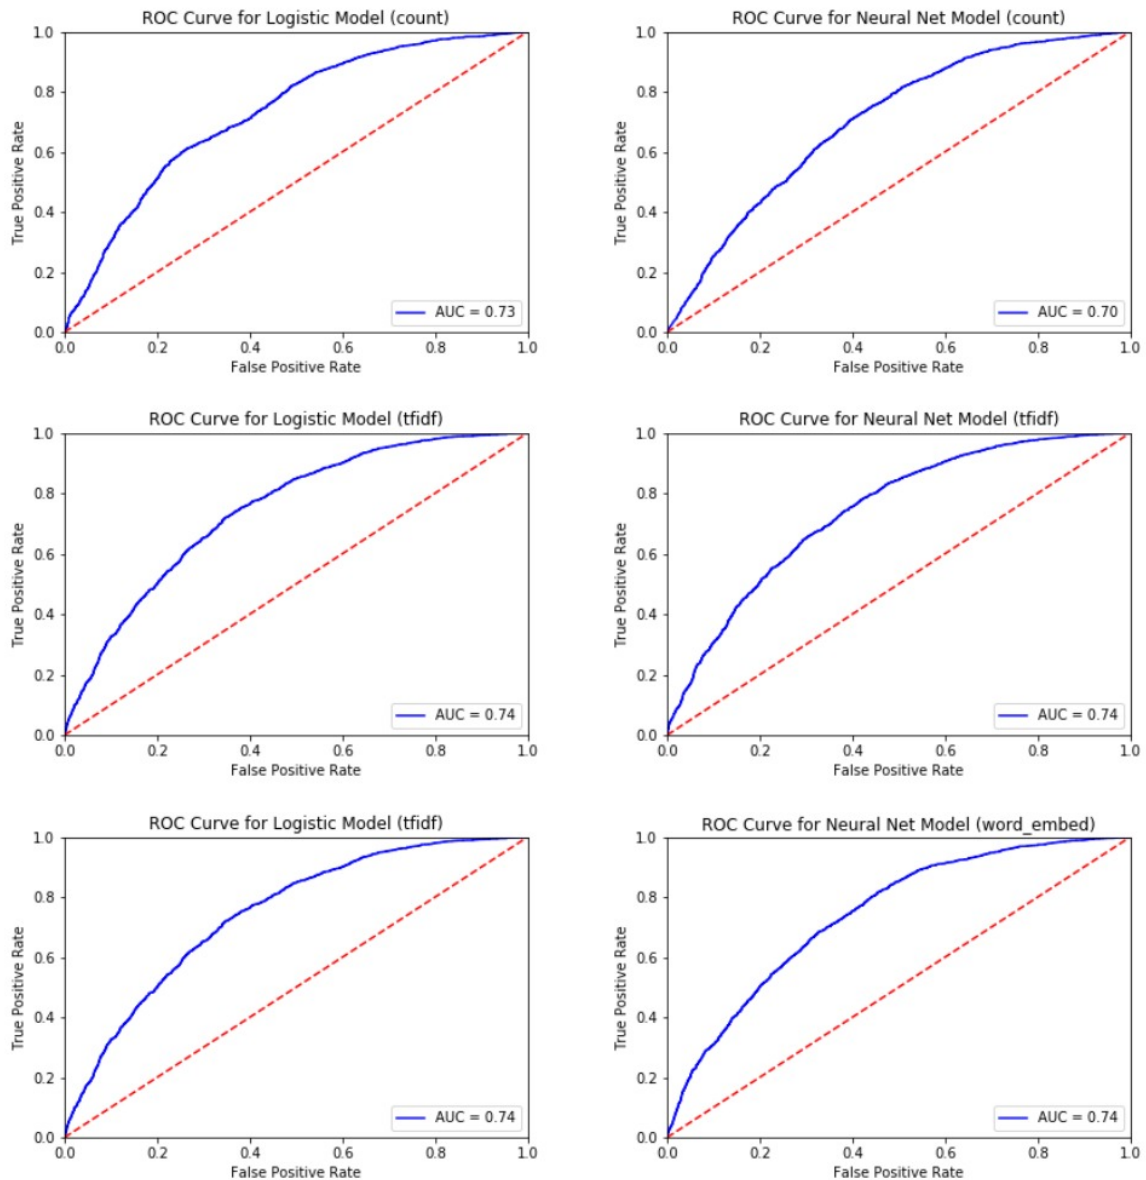 ROC Curve for Logistic Model (count)
1.0
0.8
0.6
0.4
0.2
0.0
True Positive Rate
AUC = 0.73
0.0 0.2 0.4 0.6 0.8 1.0
False Positive Rate
ROC Curve for Neural Net Model (count)
1.0
0.8
0.6
0.4
0.2
0.0
True Positive Rate
AUC = 0.70
0.0 0.2 0.4 0.6 0.8 1.0
False Positive Rate
ROC Curve for Logistic Model (tfidf)
1.0
0.8
0.6
0.4
0.2
0.0
True Positive Rate
AUC = 0.74
0.0 0.2 0.4 0.6 0.8 1.0
False Positive Rate
ROC Curve for Neural Net Model (tfidf)
1.0
0.8
0.6
0.4
0.2
0.0
True Positive Rate
AUC = 0.74
0.0 0.2 0.4 0.6 0.8 1.0
False Positive Rate
ROC Curve for Logistic Model (tfidf)
1.0
0.8
0.6
0.4
0.2
0.0
True Positive Rate
AUC = 0.74
0.0 0.2 0.4 0.6 0.8 1.0
False Positive Rate
ROC Curve for Neural Net Model (word_embed)
1.0
0.8
0.6
0.4
0.2
0.0
True Positive Rate
AUC = 0.74
0.0 0.2 0.4 0.6 0.8 1.0
False Positive Rate